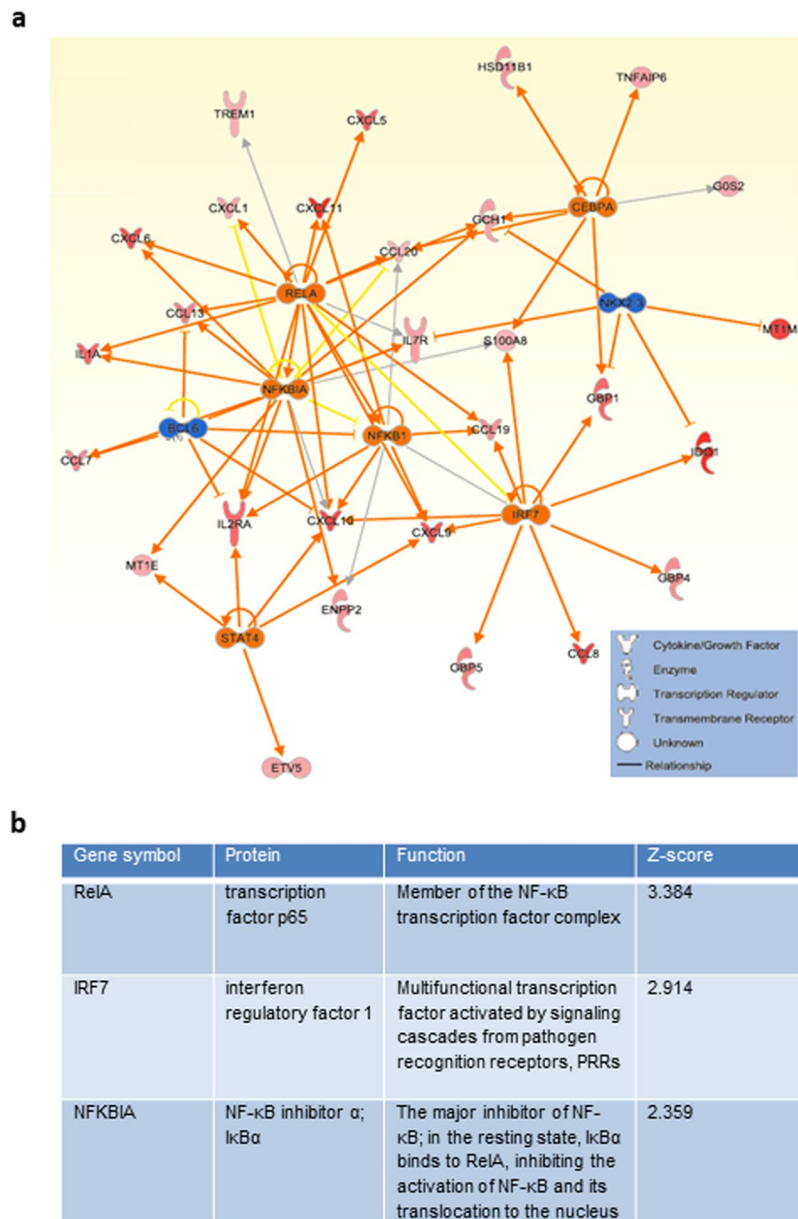 a
HSD11B1
TNFAIP6
TREM1
CXCL5
G0S2
CXCL1
CXCL11
GCH1
CEBPA
CXCL6
CCL20
RELA
NKX2-3
CCL13
IL7R
S100A8
MT1M
IL1A
NFKBIA
GBP1
BCL6
NFKB1
CCL19
CCL7
IDO1
IL2RA
CXCL10
CXCL9
IRF7
MT1E
GBP4
ENPP2
STAT4
GBP5
CCL8
ETV5
Cytokine/Growth Factor
Enzyme
Transcription Regulator
Transmembrane Receptor
Unknown
Relationship
b
Gene symbol Protein Function Z-score
RelA transcription Member of the NF-κB 3.384
factor p65 transcription factor complex
IRF7 interferon Multifunctional transcription 2.914
regulatory factor 1 factor activated by signaling
cascades from pathogen
recognition receptors, PRRs
NFKBIA NF-κB inhibitor α; The major inhibitor of NF- 2.359
IκBα κB; in the resting state, IκBα
binds to RelA, inhibiting the
activation of NF-κB and its
translocation to the nucleus